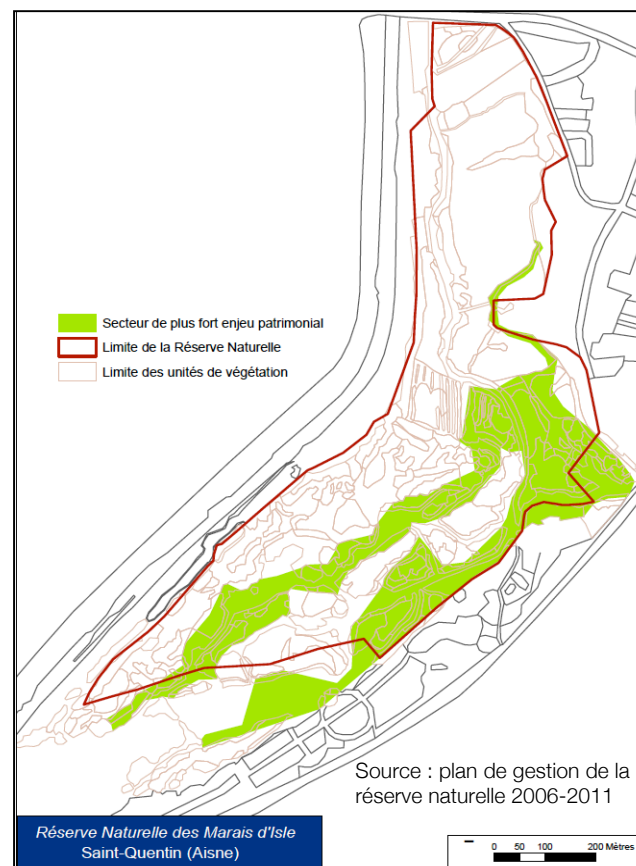 Secteur de plus fort enjeu patrimonial
Limite de la Réserve Naturelle
Limite des unités de végétation
Source : plan de gestion de la
réserve naturelle 2006-2011
Réserve Naturelle des Marais d'Isle
Saint-Quentin (Aisne)
0 50 100 200 Mètres